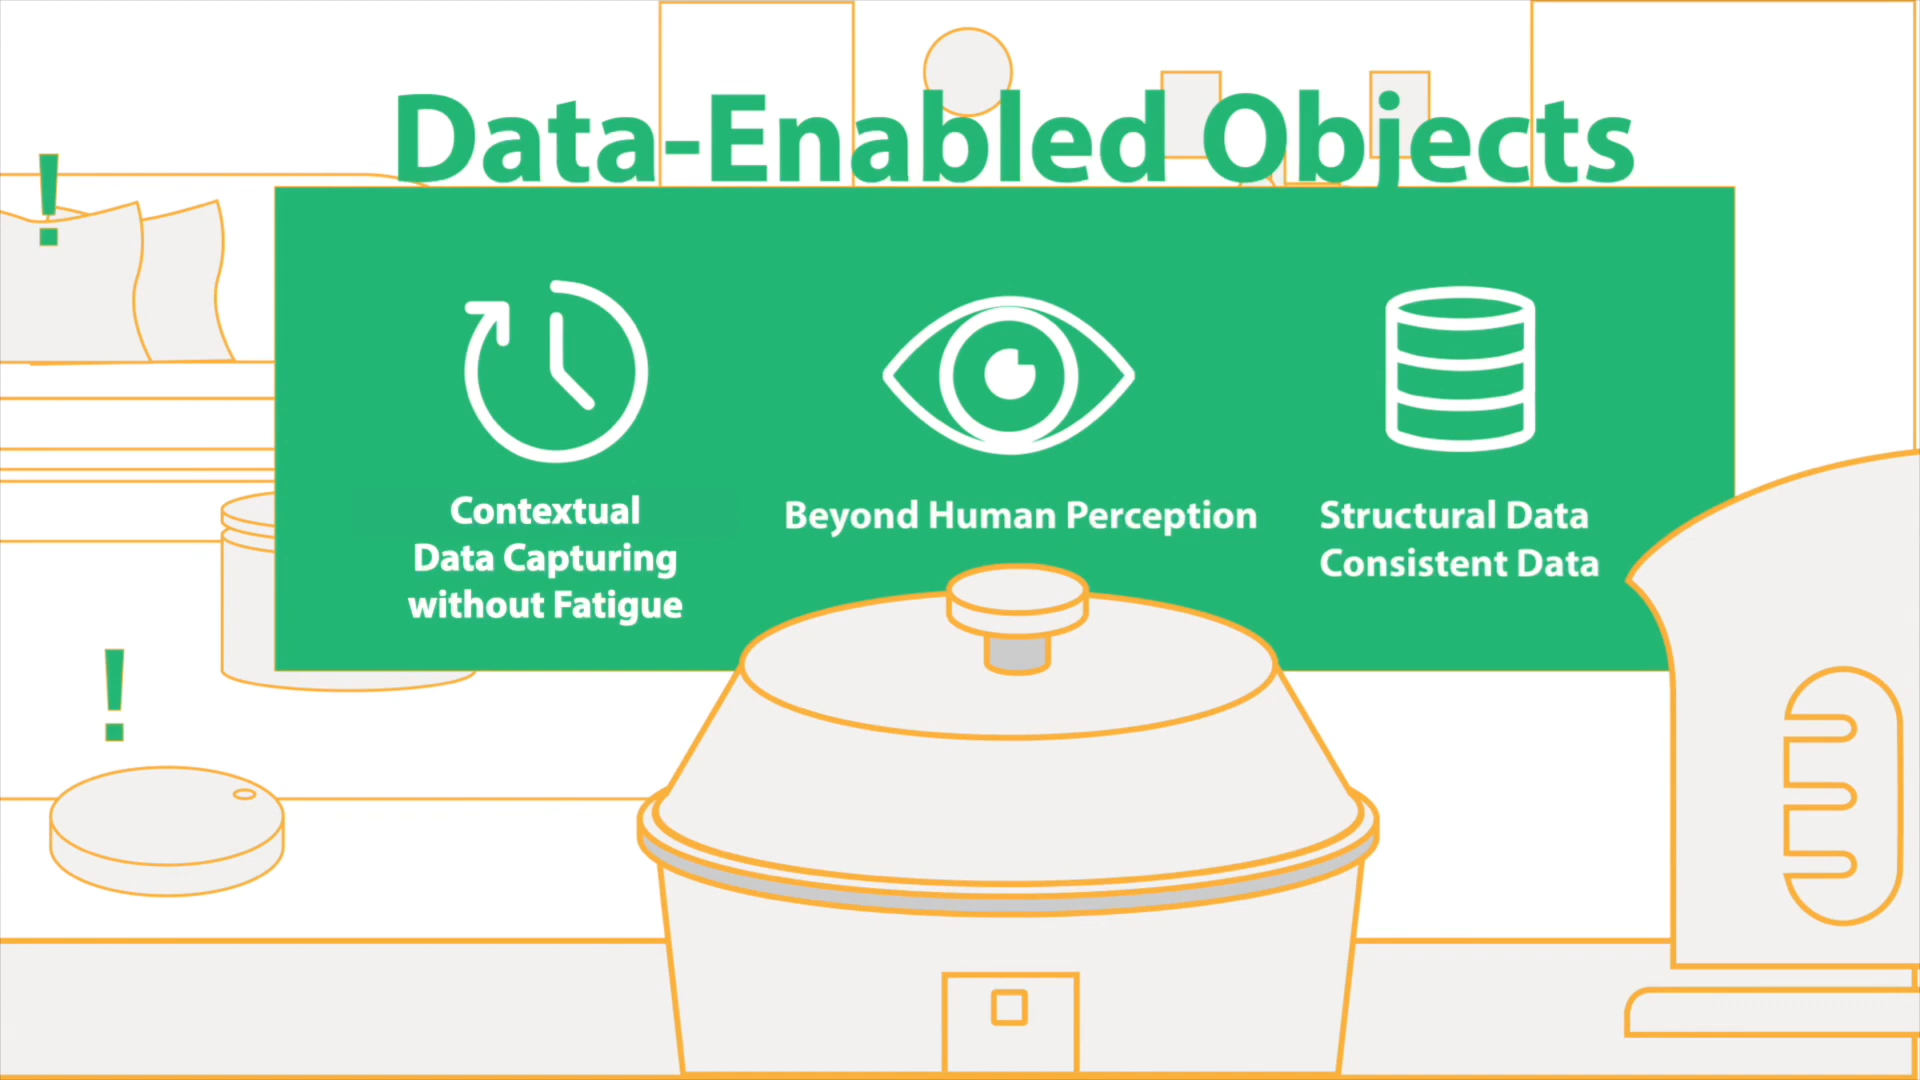 Data-Enabled Objects
!
Contextual
Data Capturing
without Fatigue
Beyond Human Perception
Structural Data
Consistent Data
!